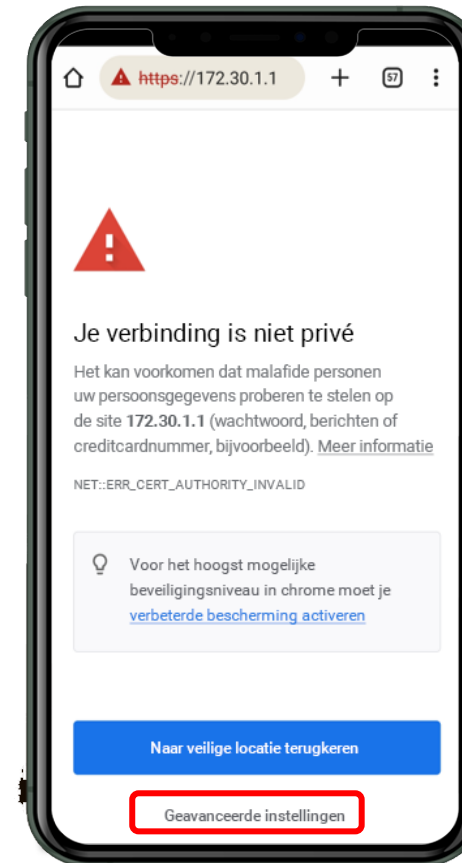 https://172.30.1.1
57
Je verbinding is niet privé
Het kan voorkomen dat malafide personen
uw persoonsgegevens proberen te stelen op
de site 172.30.1.1 (wachtwoord, berichten of
creditcardnummer, bijvoorbeeld). Meer informatie
NET::ERR_CERT_AUTHORITY_INVALID
Voor het hoogst mogelijke
beveiligingsniveau in chrome moet je
verbeterde bescherming activeren
Naar veilige locatie terugkeren
Geavanceerde instellingen